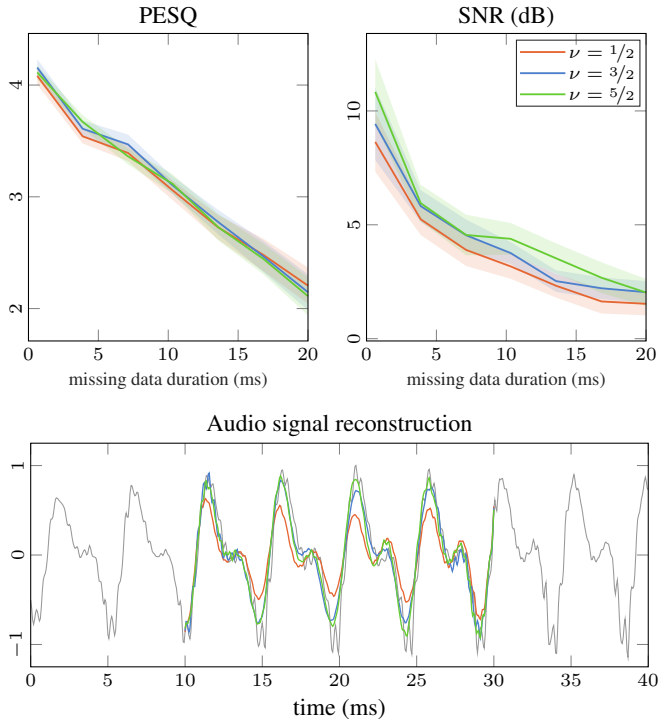 PESQ
4
3
2
0 5 10 15 20
missing data duration (ms)
SNR (dB)
10
5
0
ν = 1/2
ν = 3/2
ν = 5/2
0 5 10 15 20
missing data duration (ms)
Audio signal reconstruction
1
0
−1
0 5 10 15 20 25 30 35 40
time (ms)